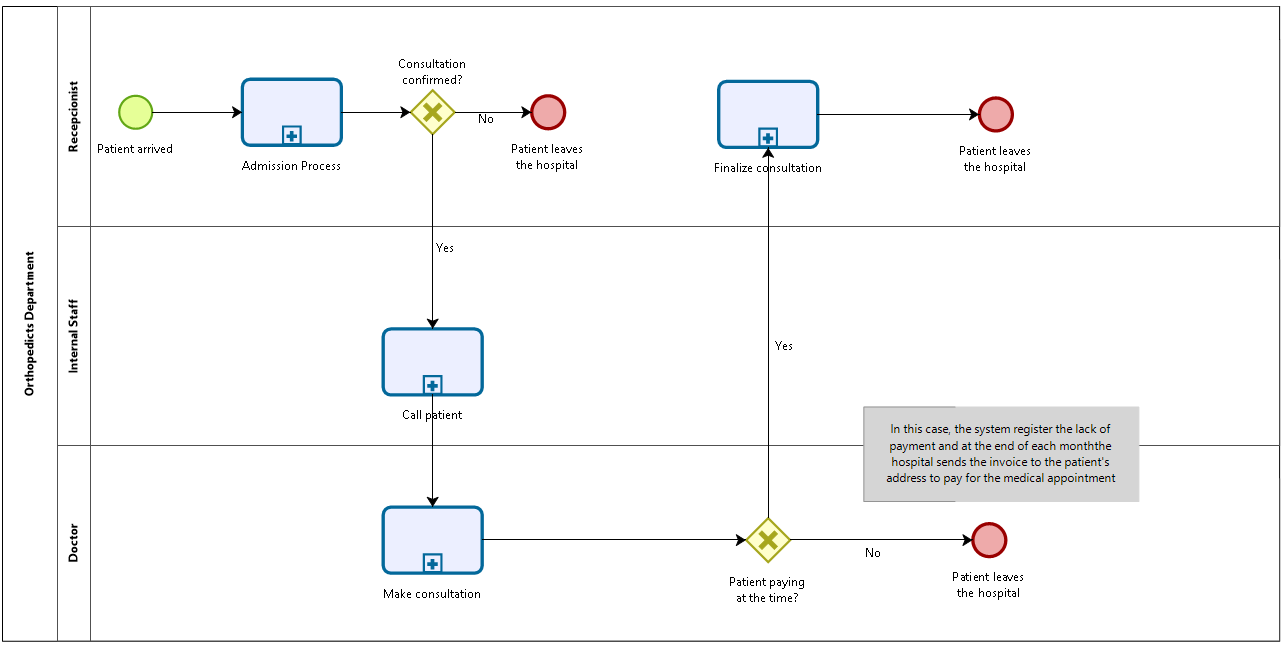 Orthopedicts Department
Repcionist
Consultation
confirmed?
Patient arrived
Admission Process
No
Patient leaves
the hospital
Finalize consultation
Patient leaves
the hospital
Internal Staff
Yes
Call patient
Yes
In this case, the system register the lack of
payment and at the end of each monththe
hospital sends the invoice to the patient's
address to pay for the medical appointment
Doctor
Make consultation
Patient paying
at the time?
No
Patient leaves
the hospital